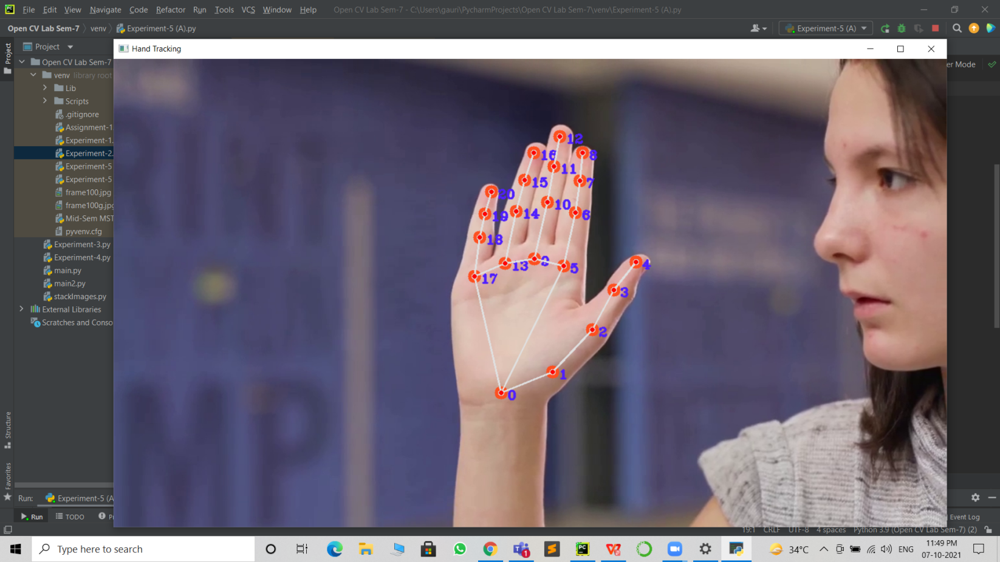 File Edit View Navigate Code Refactor Run Tools VCS Window Help Open CV Lab Sem-7 - C:\Users\gauri\PycharmProjects\Open CV Lab Sem-7\venv\Experiment-5 (A).py
Open CV Lab Sem-7 venv Experiment-5 (A).py Experiment-5 (A)
Project
Project
Hand Tracking
Open CV Lab Sem-7
venv library root
Lib
Scripts
.gitignore
Assignment-1
Experiment-1.
Experiment-2.
Experiment-5
Experiment-5
frame100.jpg
frame100g.jpg
Mid-Sem MST
pyvenv.cfg
Experiment-3.py
Experiment-4.py
main.py
main2.py
stackImages.py
External Libraries
Scratches and Conso
er Mode
12
16
8
11
15
7
20
10
14
6
19
18
13
9
5
4
17
3
2
1
0
Structure
Favorites
Run: Experiment-5 (A
Run TODO P Event Log
19:1 CRLF UTF-8 4 spaces Python 3.9 (Open CV Lab Sem-7) (2)
Type here to search
1
34°C ENG
11:49 PM
07-10-2021